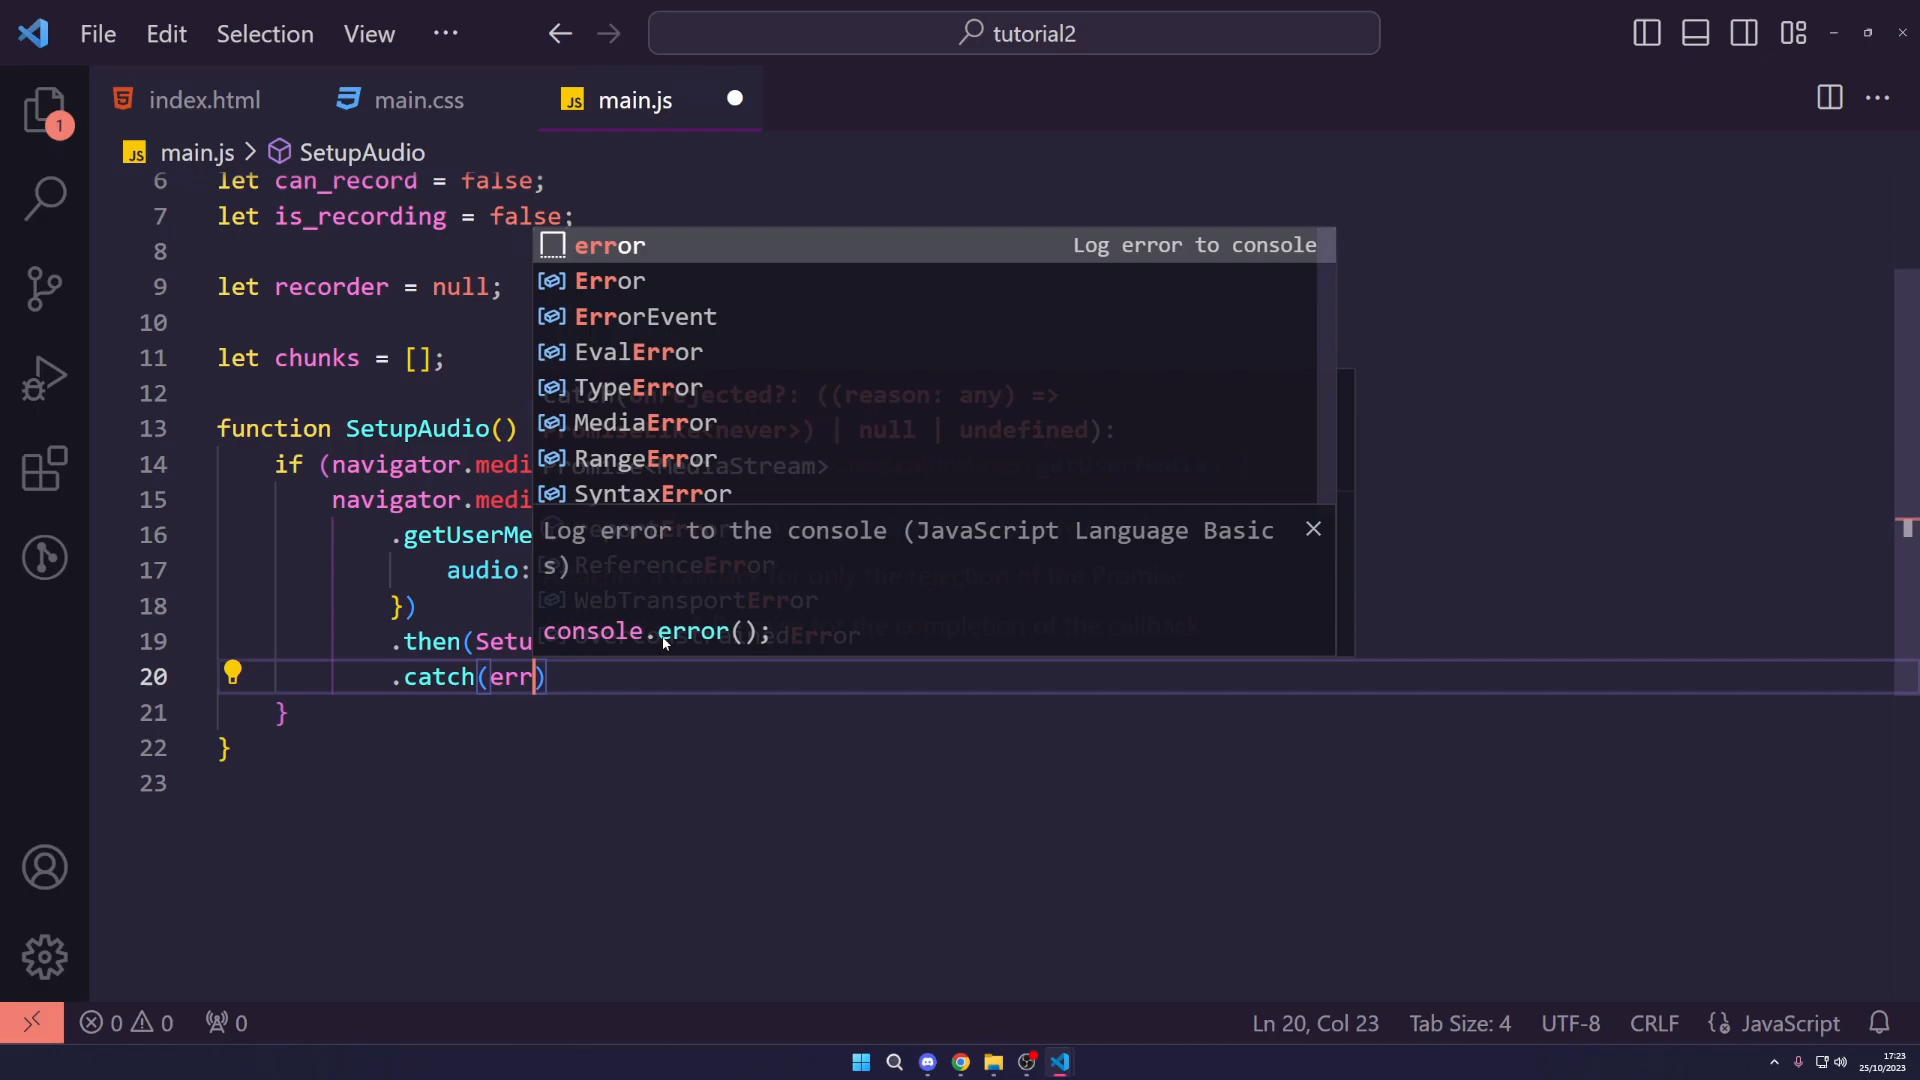 File Edit Selection View ··· tutorial2
index.html main.css JS main.js
1
JS main.js > SetupAudio
6 let can_record = false;
7 let is_recording = false;
8
error Log error to console
Error
9 let recorder = null;
ErrorEvent
10
EvalError
11 let chunks = [];
TypeError
12
MediaError
13 function SetupAudio()
RangeError
14 if (navigator.medi
SyntaxError
15 navigator.medi
Log error to the console (JavaScript Language Basic
s)
16 .getUserMe
17 audio:
ReferenceError
WebTransportError
18 })
console.error();
19 .then(Setu
20 .catch(err)
21 }
22 }
23
0 0 0 Ln 20, Col 23 Tab Size: 4 UTF-8 CRLF JavaScript
17:23
25/10/2023